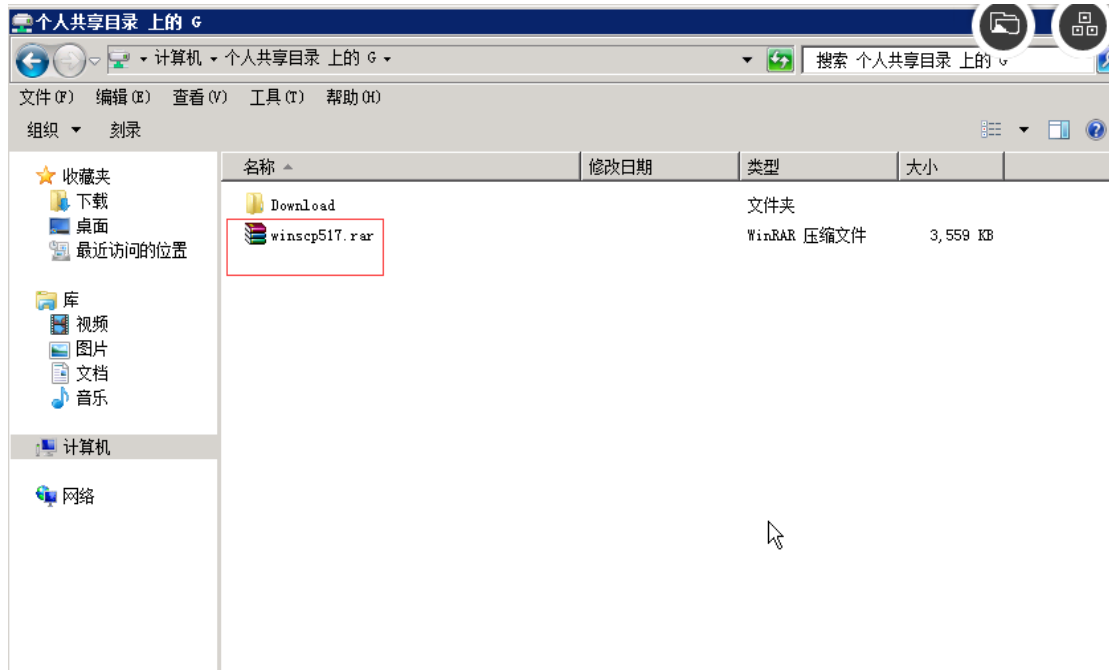 个人共享目录 上的 G
计算机 个人共享目录 上的 G 搜索 个人共享目录 上的 G
文件(F) 编辑(E) 查看(V) 工具(T) 帮助(H)
组织 刻录
名称 修改日期 类型 大小
收藏夹
下载
桌面
最近访问的位置
库
视频
图片
文档
音乐
计算机
网络
Download 文件夹
winscp517.rar WinRAR 压缩文件 3,559 KB